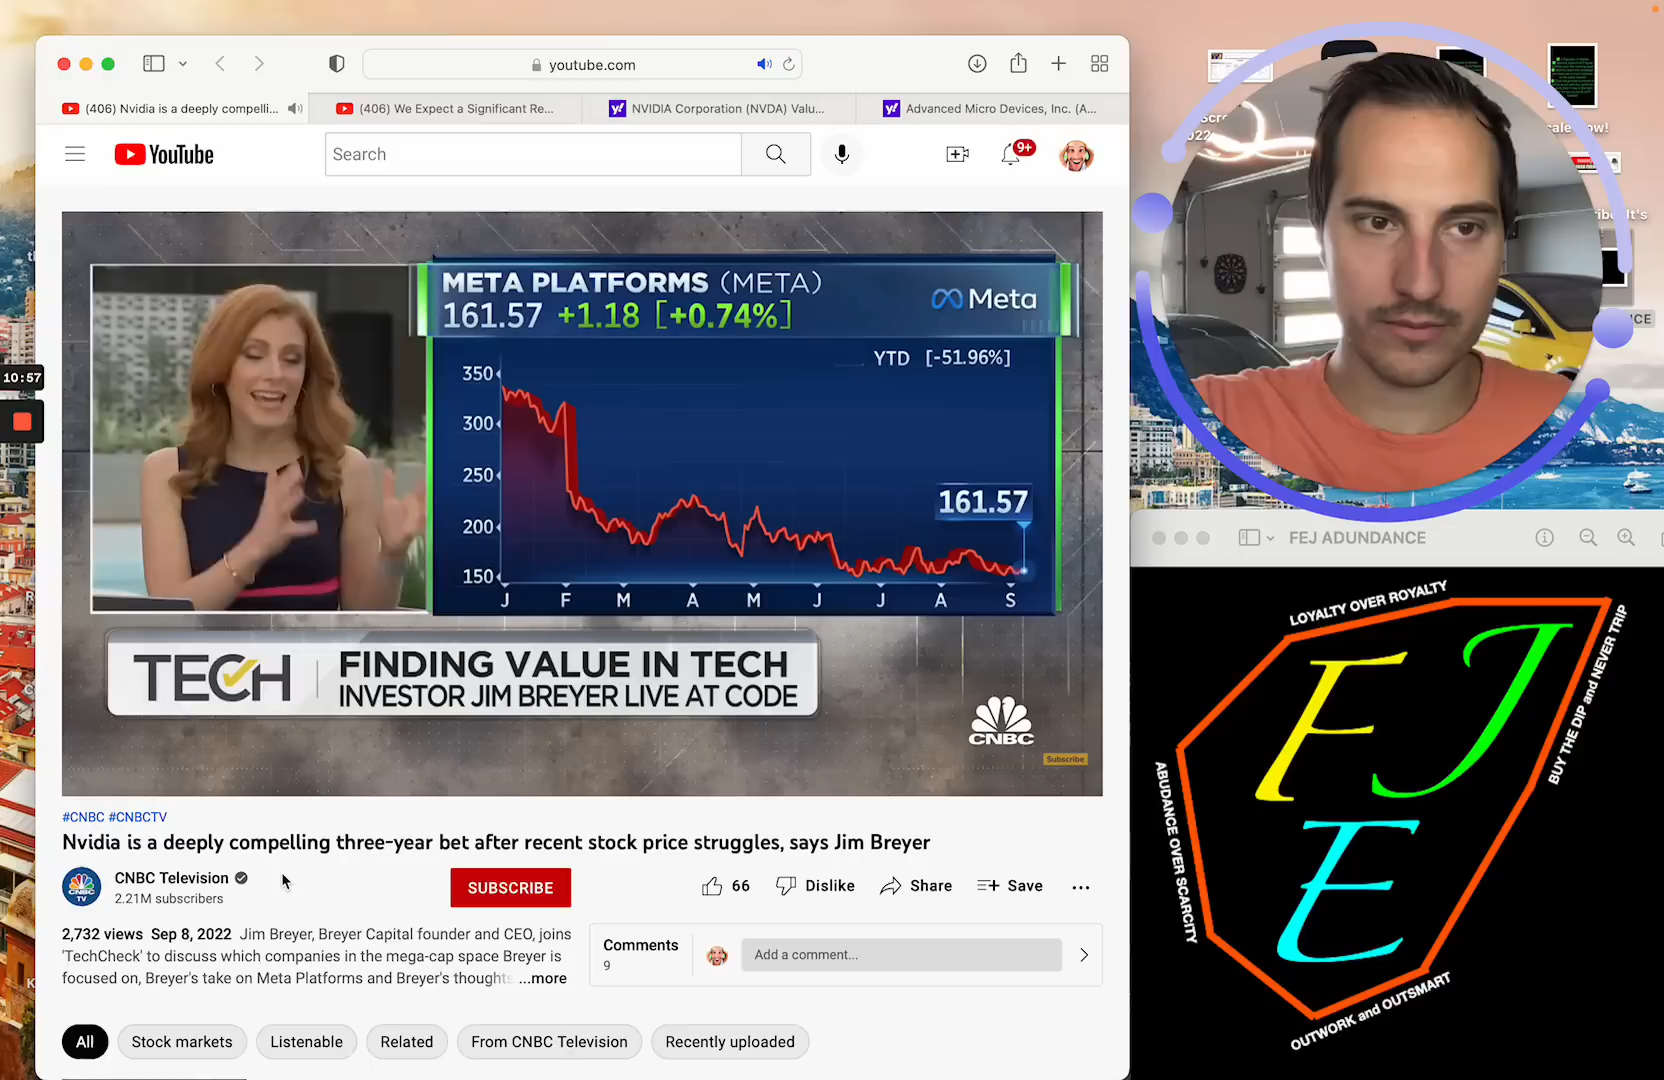 youtube.com
(406) Nvidia is a deeply compelli...
(406) We Expect a Significant Re...
NVIDIA Corporation (NVDA) Valu...
Advanced Micro Devices, Inc. (A...
YouTube
Search
9+
META PLATFORMS (META)
161.57 +1.18 [+0.74%]
Meta
YTD [-51.96%]
350
300
250
200
150
161.57
J F M A M J J A S
TECH
FINDING VALUE IN TECH
INVESTOR JIM BREYER LIVE AT CODE
CNBC
Subscribe
10:57
#CNBC #CNBCTV
Nvidia is a deeply compelling three-year bet after recent stock price struggles, says Jim Breyer
CNBC Television
TV
2.21M subscribers
SUBSCRIBE
66
Dislike
Share
Save
2,732 views Sep 8, 2022 Jim Breyer, Breyer Capital founder and CEO, joins
'TechCheck' to discuss which companies in the mega-cap space Breyer is
focused on, Breyer's take on Meta Platforms and Breyer's thoughts ...more
Comments
9
Add a comment...
All
Stock markets
Listenable
Related
From CNBC Television
Recently uploaded
FEJ ADUNDANCE
LOYALTY OVER ROYALTY
BUY THE DIP and NEVER TRIP
ABUDANCE OVER SCARCITY
OUTWORK and OUTSMART
F J
E